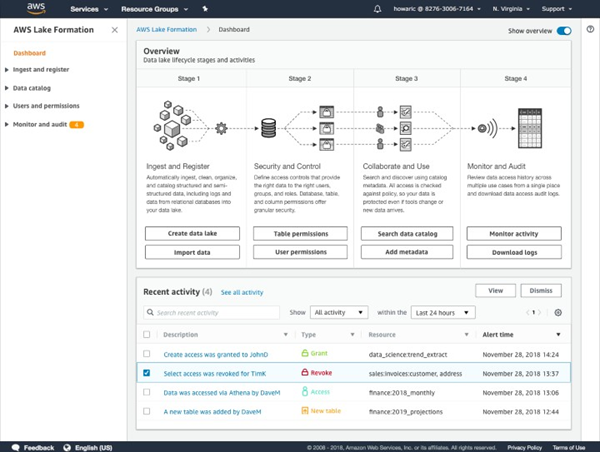 aws
Services
Resource Groups
howaric @ 8276-3006-7164
N. Virginia
Support
AWS Lake Formation
Dashboard
Ingest and register
Data catalog
Users and permissions
Monitor and audit
AWS Lake Formation > Dashboard
Show overview
Overview
Data lake lifecycle stages and activities
Stage 1
Ingest and Register
Automatically ingest, clean, organize,
and catalog structured and semi-
structured data, including logs and
data from relational databases into
your data lake.
Create data lake
Import data
Stage 2
Security and Control
Define access controls that provide
the right data to the right users,
groups, and roles. Database, table,
and column permissions offer
granular security.
Table permissions
User permissions
Stage 3
Collaborate and Use
Search and discover using catalog
metadata. All access is checked
against policy, so your data is
protected even if tools change or
new data arrives.
Search data catalog
Add metadata
Stage 4
Monitor and Audit
Review data access history across
multiple use cases from a single place
and download data access audit logs.
Monitor activity
Download logs
Recent activity (4)
See all activity
View
Dismiss
Search recent activity
Show
All activity
within the
Last 24 hours
1
Description Type Resource Alert time
Create access was granted to JohnD Grant data_science:trend_extract November 28, 2018 14:24
Select access was revoked for TimK Revoke sales:invoices:customer, address November 28, 2018 13:37
Data was accessed via Athena by DaveM Access finance:2018_monthly November 28, 2018 13:06
A new table was added by DaveM New table finance:2019_projections November 28, 2018 12:44
Feedback
English (US)
© 2008 - 2018, Amazon Web Services, Inc. or its affiliates. All rights reserved.
Privacy Policy
Terms of Use